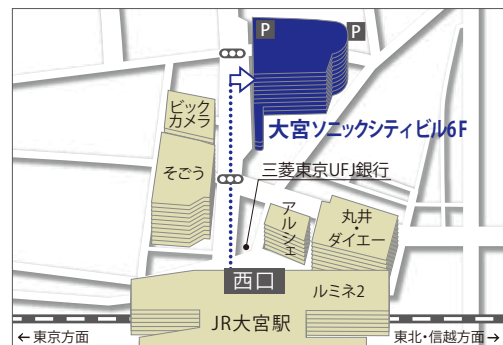 P
P
大宮ソニックシティビル6F
ビック
カメラ
そごう
三菱東京UFJ銀行
アルシェ
丸井
・
ダイエー
西口
ルミネ2
JR大宮駅
←東京方面
東北・信越方面→